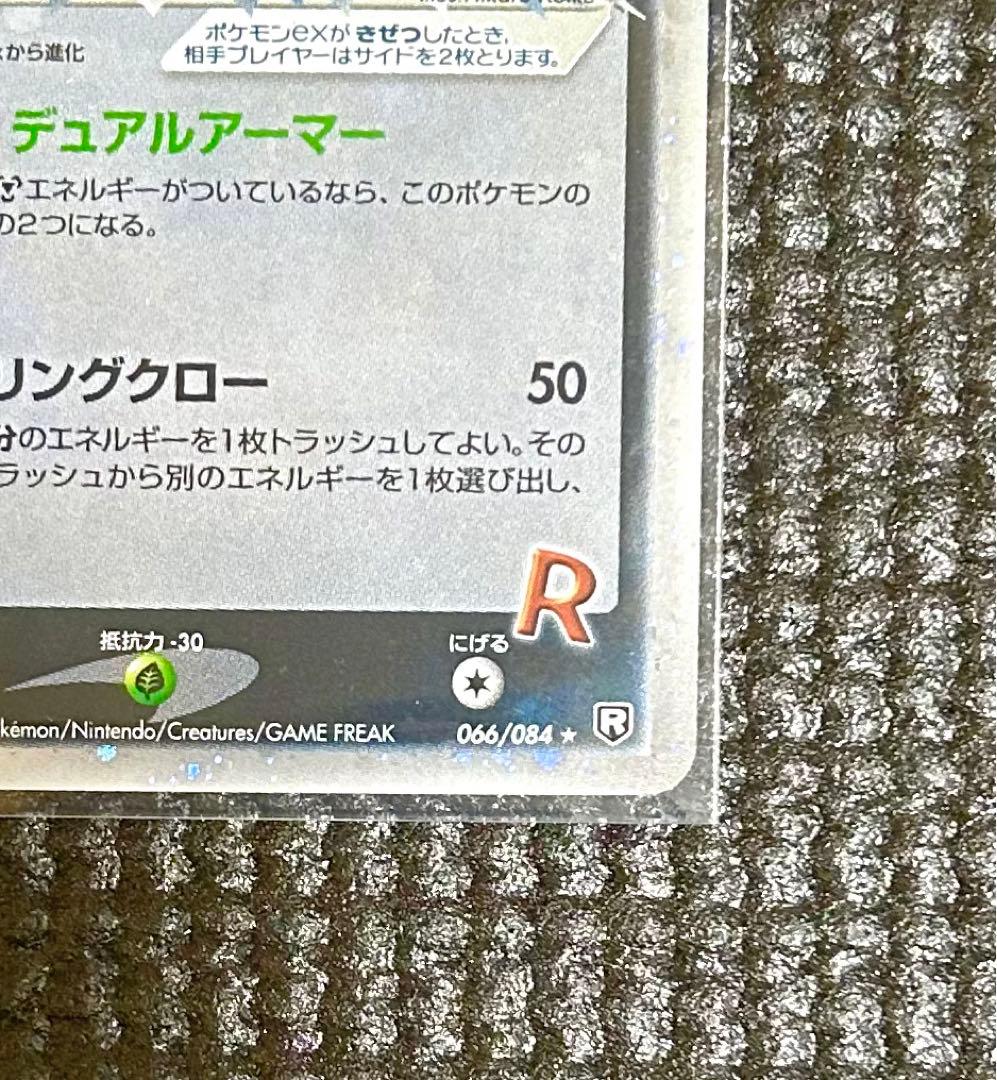 ポケモンexが きぜつしたとき、
相手プレイヤーはサイドを2枚とります。
から進化
デュアルアーマー
エネルギーがついているなら、このポケモンの
の2つになる。
リングクロー 50
分のエネルギーを1枚トラッシュしてよい。その
ラッシュから別のエネルギーを1枚選び出し、
R
抵抗力 -30 にげる
kémon/Nintendo/Creatures/GAME FREAK 066/084 ★ R